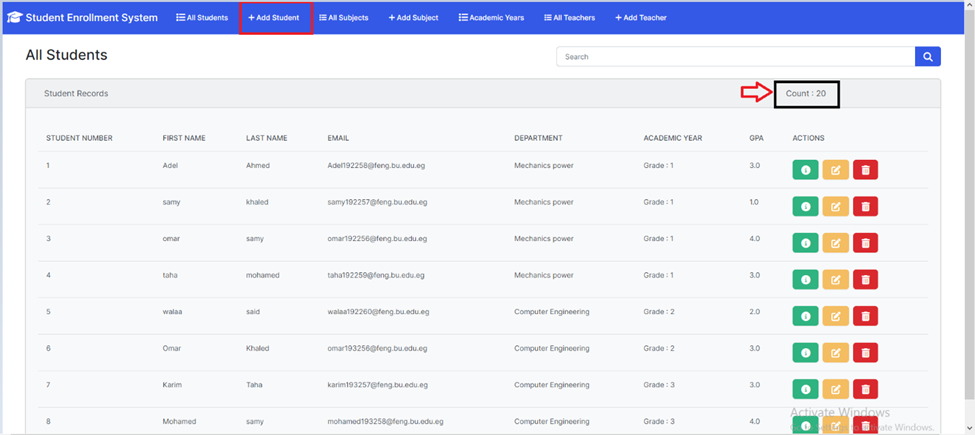 Student Enrollment System All Students + Add Student All Subjects + Add Subject Academic Years All Teachers + Add Teacher
All Students
Search
Student Records Count : 20
STUDENT NUMBER FIRST NAME LAST NAME EMAIL DEPARTMENT ACADEMIC YEAR GPA ACTIONS
1 Adel Ahmed Adel192258@feng.bu.edu.eg Mechanics power Grade : 1 3.0
2 samy khaled samy192257@feng.bu.edu.eg Mechanics power Grade : 1 1.0
3 omar samy omar192256@feng.bu.edu.eg Mechanics power Grade : 1 4.0
4 taha mohamed taha192259@feng.bu.edu.eg Mechanics power Grade : 1 3.0
5 walaa said walaa192260@feng.bu.edu.eg Computer Engineering Grade : 2 2.0
6 Omar Khaled omar193256@feng.bu.edu.eg Computer Engineering Grade : 2 3.0
7 Karim Taha karim193257@feng.bu.edu.eg Computer Engineering Grade : 3 3.0
Activate Windows
8 Mohamed samy mohamed193258@feng.bu.edu.eg Computer Engineering Grade : 3 4.0
Windows.